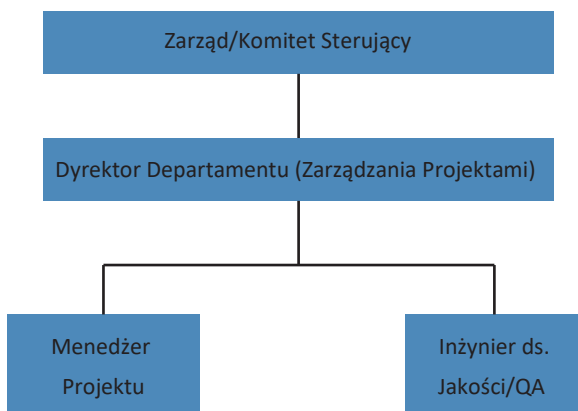 Zarząd/Komitet Sterujący
Dyrektor Departamentu (Zarządzania Projektami)
Menedżer
Projektu
Inżynier ds.
Jakości/QA